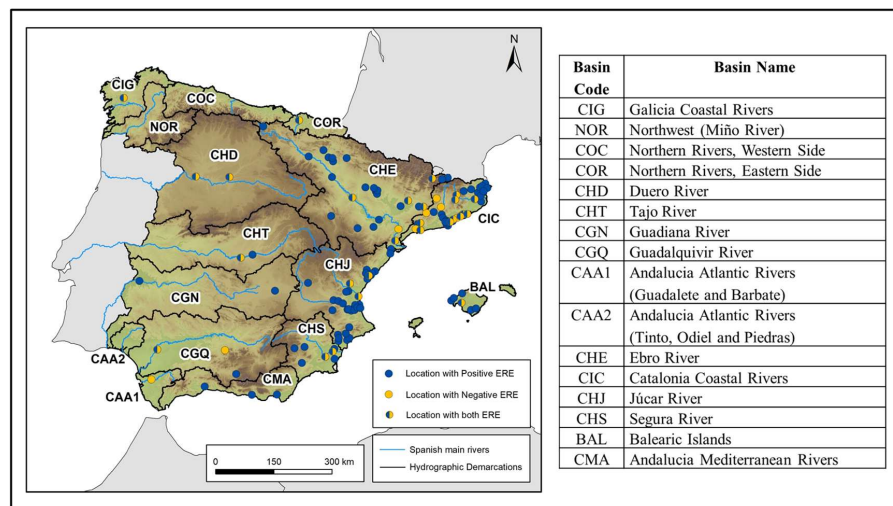 N
CIG
COC
COR
NOR
CHD
CHE
CIC
CHT
CHJ
BAL
CGN
CHS
CAA2
CGQ
CAA1
CMA
Location with Positive ERE
Location with Negative ERE
Location with both ERE
0 150 300 km
Spanish main rivers
Hydrographic Demarcations
Basin Code Basin Name
CIG Galicia Coastal Rivers
NOR Northwest (Miño River)
COC Northern Rivers, Western Side
COR Northern Rivers, Eastern Side
CHD Duero River
CHT Tajo River
CGN Guadiana River
CGQ Guadalquivir River
CAA1 Andalucia Atlantic Rivers
(Guadalete and Barbate)
CAA2 Andalucia Atlantic Rivers
(Tinto, Odiel and Piedras)
CHE Ebro River
CIC Catalonia Coastal Rivers
CHJ Júcar River
CHS Segura River
BAL Balearic Islands
CMA Andalucia Mediterranean Rivers